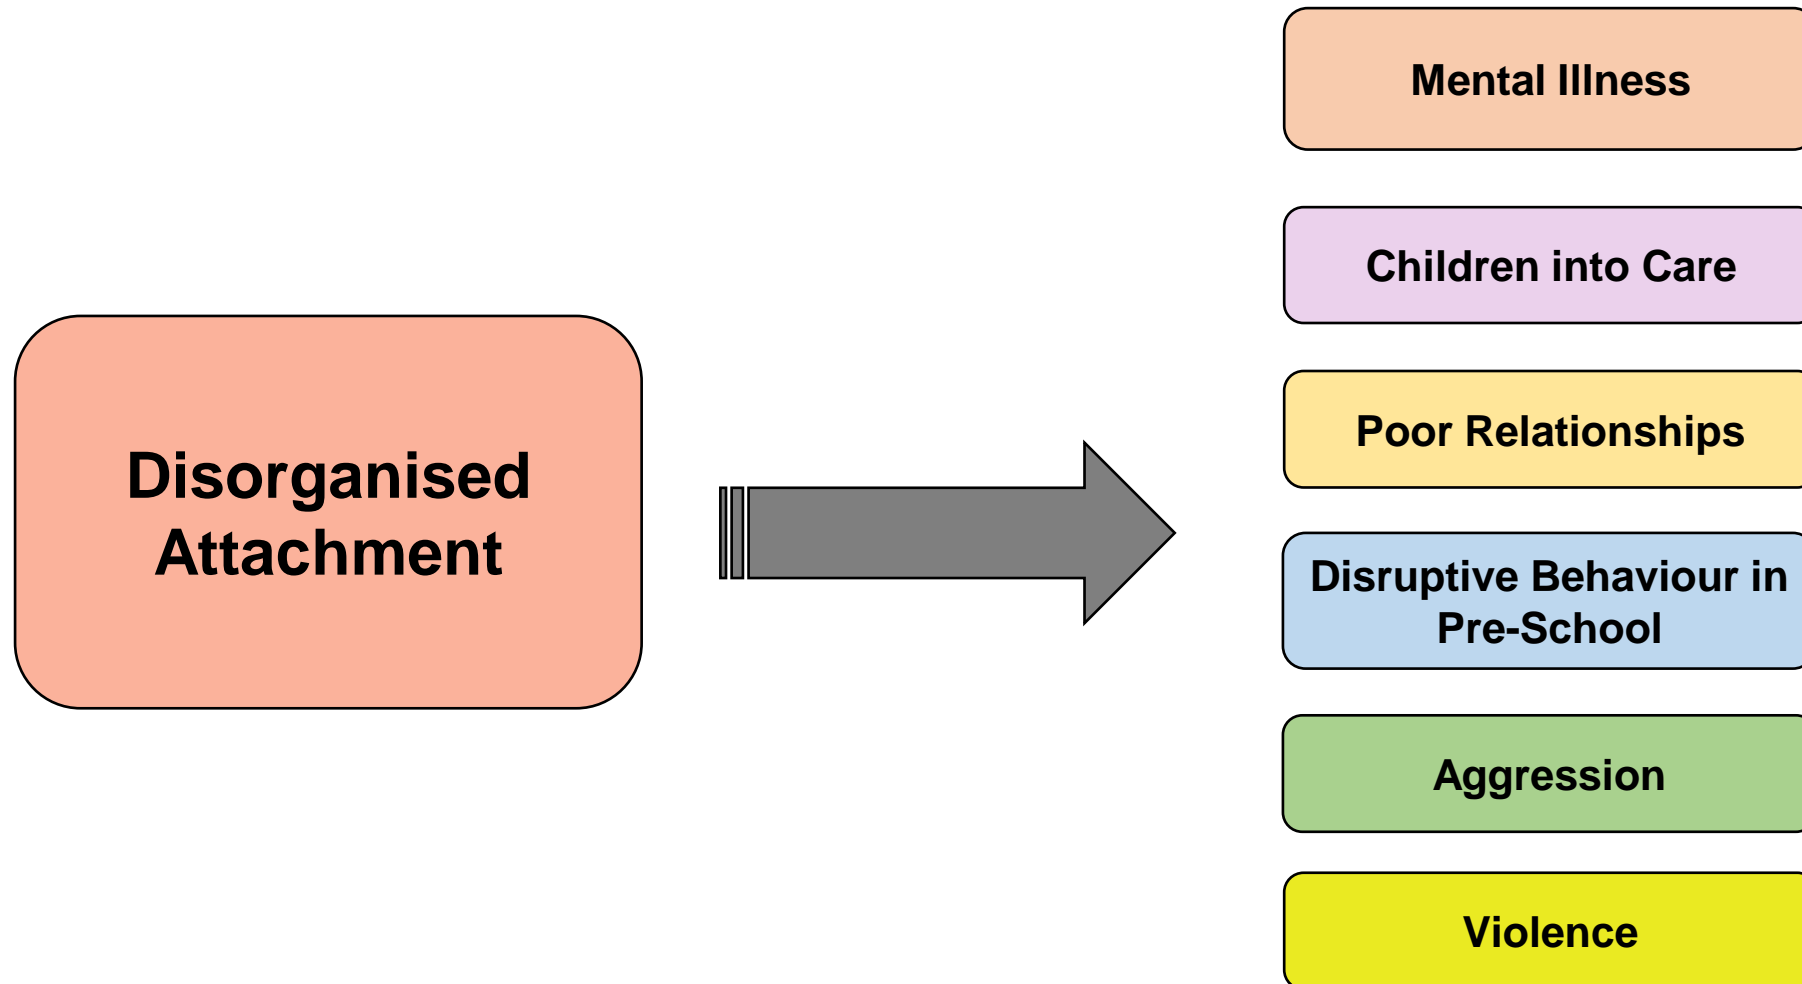 Disorganised
Attachment
Mental Illness
Children into Care
Poor Relationships
Disruptive Behaviour in
Pre-School
Aggression
Violence